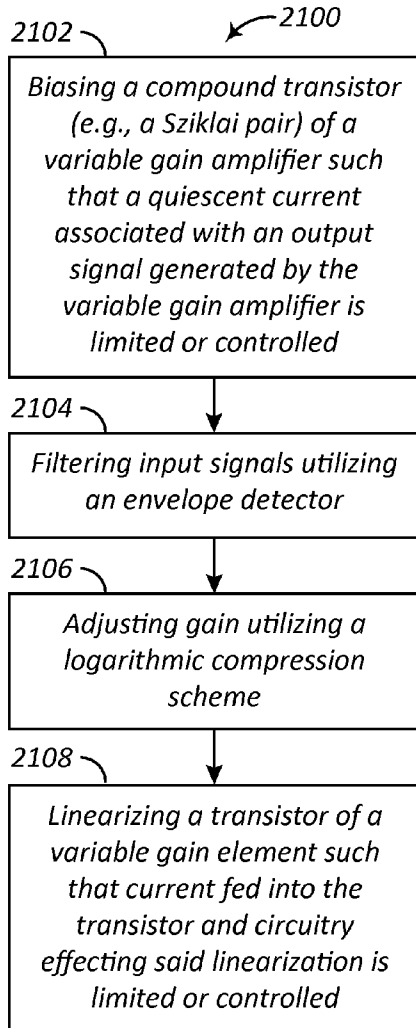 2100
2102
Biasing a compound transistor
(e.g., a Sziklai pair) of a
variable gain amplifier such
that a quiescent current
associated with an output
signal generated by the
variable gain amplifier is
limited or controlled
2104
Filtering input signals utilizing
an envelope detector
2106
Adjusting gain utilizing a
logarithmic compression
scheme
2108
Linearizing a transistor of a
variable gain element such
that current fed into the
transistor and circuitry
effecting said linearization is
limited or controlled